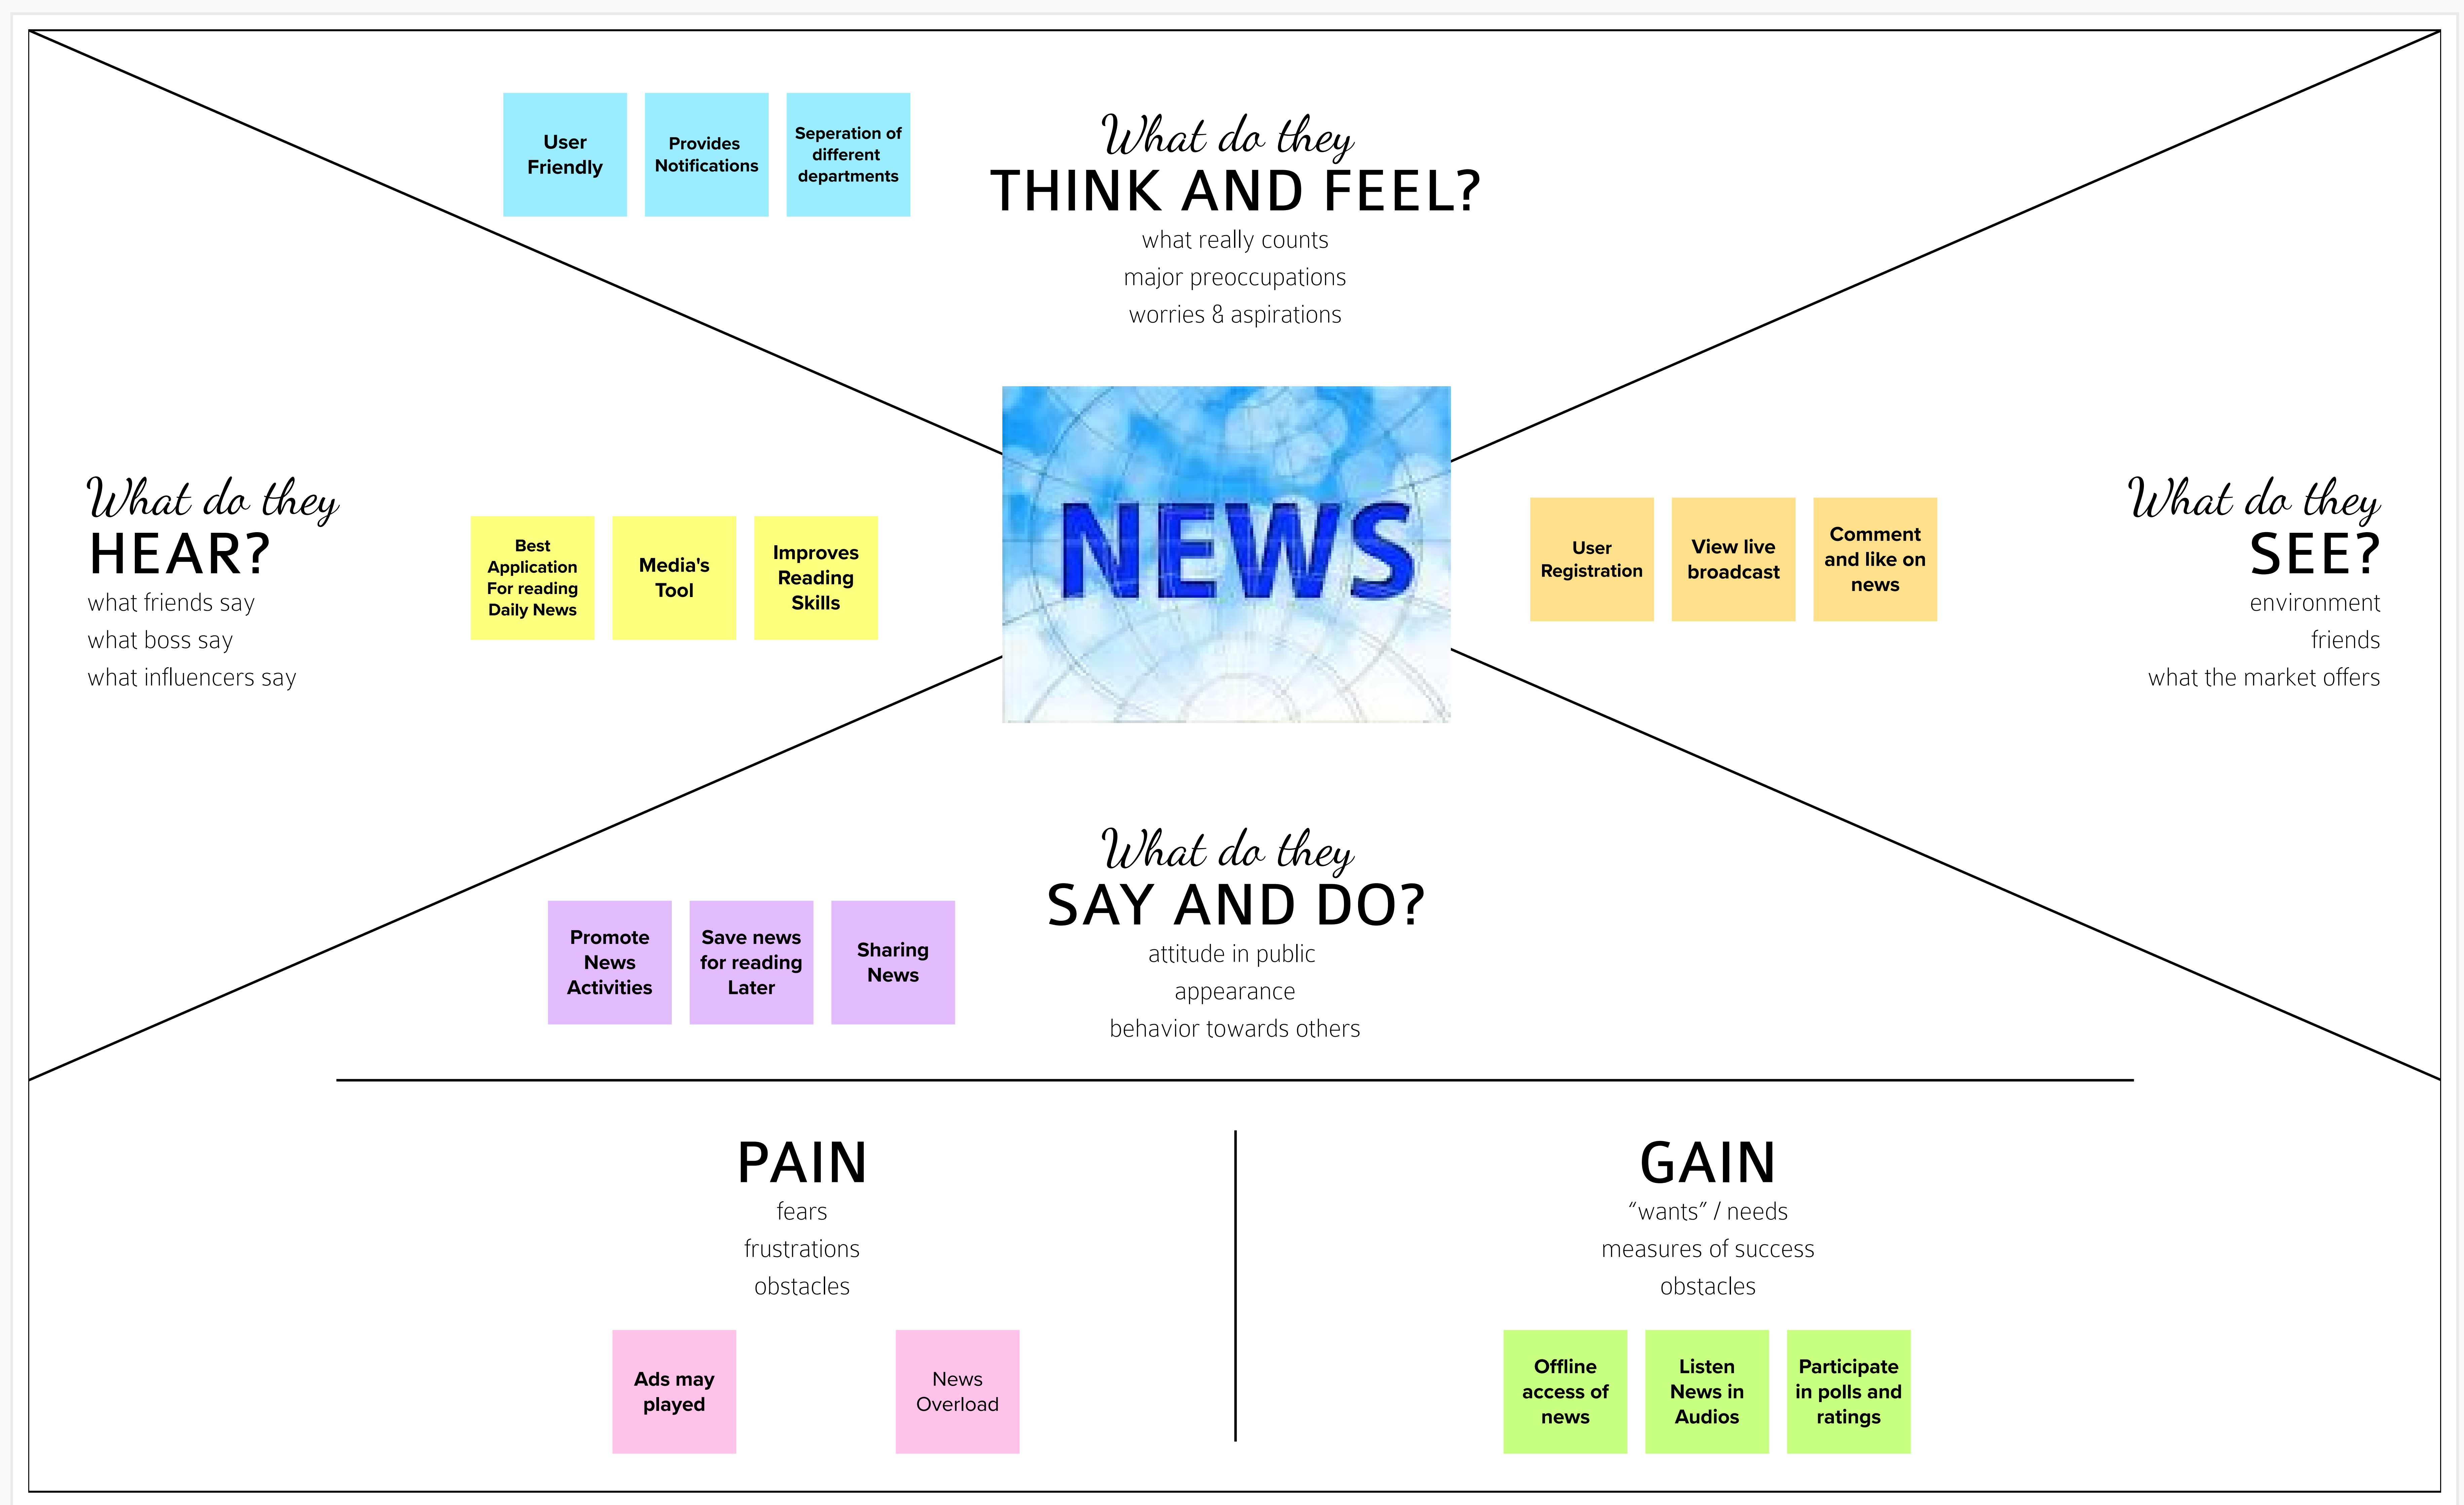 User
Friendly
Provides
Notifications
Seperation of
different
departments
What do they
THINK AND FEEL?
what really counts
major preoccupations
worries & aspirations
What do they
HEAR?
what friends say
what boss say
what influencers say
Best
Application
For reading
Daily News
Media's
Tool
Improves
Reading
Skills
NEWS
User
Registration
View live
broadcast
Comment
and like on
news
What do they
SEE?
environment
friends
what the market offers
Promote
News
Activities
Save news
for reading
Later
Sharing
News
What do they
SAY AND DO?
attitude in public
appearance
behavior towards others
PAIN
fears
frustrations
obstacles
Ads may
played
News
Overload
GAIN
“wants” / needs
measures of success
obstacles
Offline
access of
news
Listen
News in
Audios
Participate
in polls and
ratings